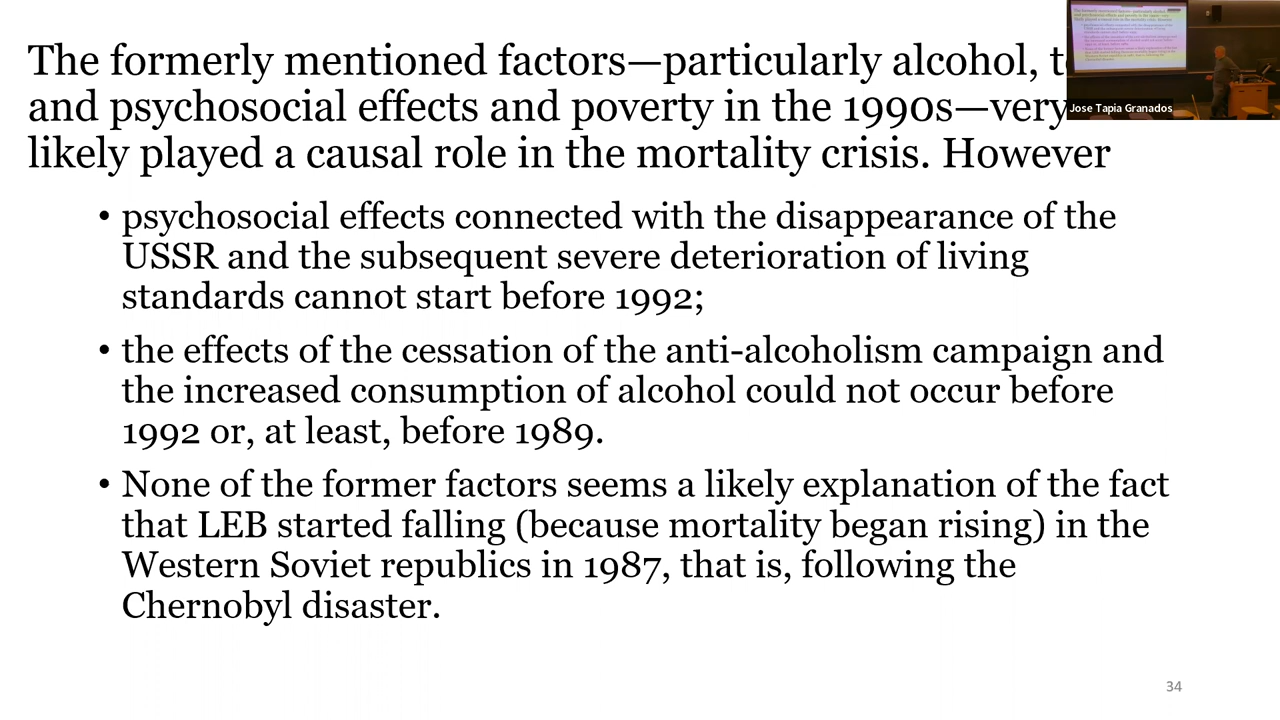 The formerly mentioned factors—particularly alcohol,
and psychosocial effects and poverty in the 1990s—very
likely played a causal role in the mortality crisis. However
• psychosocial effects connected with the disappearance of the
USSR and the subsequent severe deterioration of living
standards cannot start before 1992;
• the effects of the cessation of the anti-alcoholism campaign and
the increased consumption of alcohol could not occur before
1992 or, at least, before 1989.
• None of the former factors seems a likely explanation of the fact
that LEB started falling (because mortality began rising) in the
Western Soviet republics in 1987, that is, following the
Chernobyl disaster.
Jose Tapia Granados
34